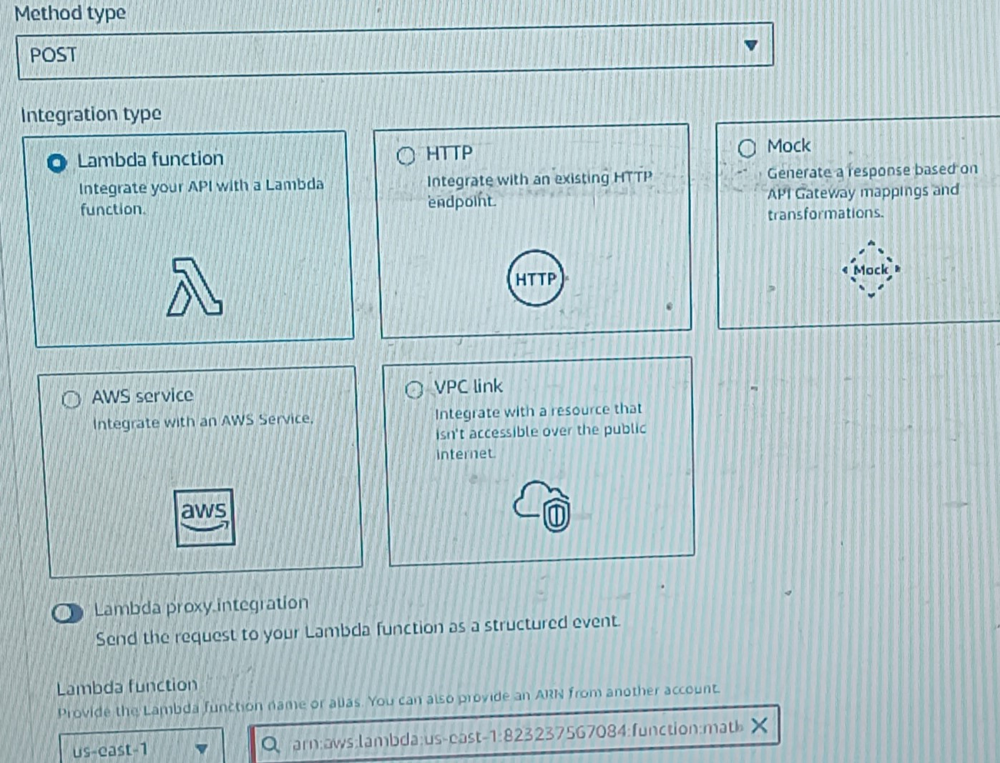 Method type
POST
Integration type
Lambda function
Integrate your API with a Lambda
function.
HTTP
Integrate with an existing HTTP
endpoint.
HTTP
Mock
Generate a response based on
API Gateway mappings and
transformations.
Mock
AWS service
Integrate with an AWS Service.
aws
VPC link
Integrate with a resource that
isn't accessible over the public
internet.
Lambda proxy integration
Send the request to your Lambda function as a structured event.
Lambda function
Provide the Lambda function name or alias. You can also provide an ARN from another account.
us-east-1
arn:aws:lambda:us-east-1:823237567084:function:math